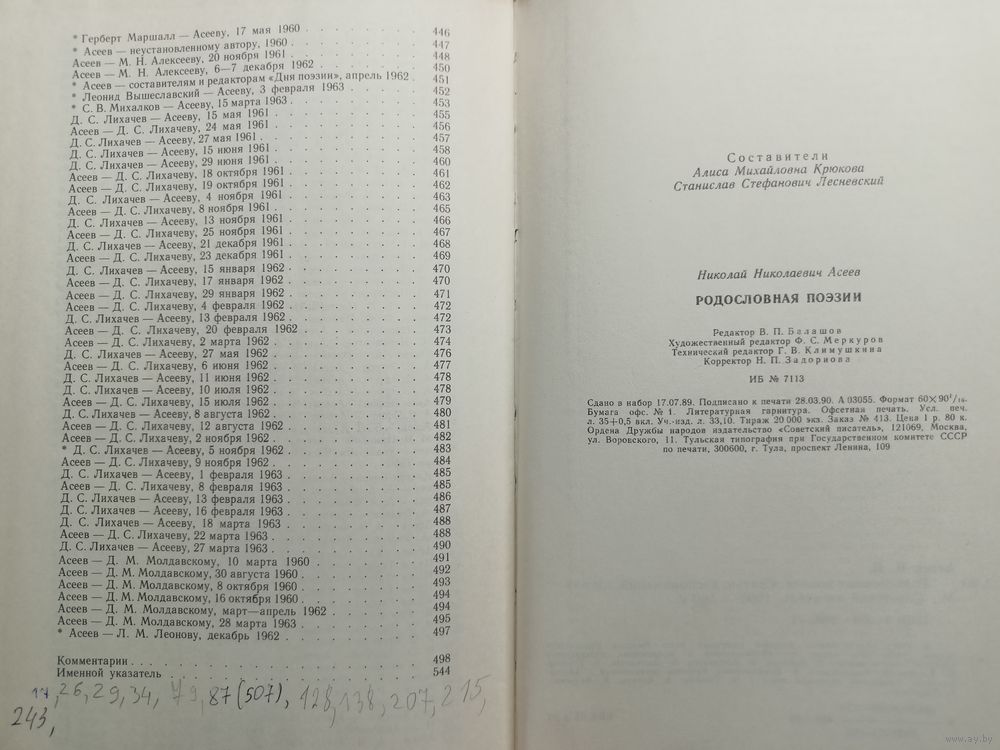 * Герберт Маршалл — Асееву, 17 мая 1960 . . . . . . . 446
* Асеев — неустановленному автору, 1960 . . . . . . . 447
Асеев — М. Н. Алексееву, 20 ноября 1961 . . . . . . . 448
Асеев — М. Н. Алексееву, 6—7 декабря 1962 . . . . . . 450
* Асеев — составителям и редакторам «Дня поэзии», апрель 1962 . 451
* Леонид Вышеславский — Асееву, 3 февраля 1963 . . . . . 452
* С. В. Михалков — Асееву, 15 марта 1963 . . . . . . . 453
Д. С. Лихачев — Асееву, 15 мая 1961 . . . . . . . . 455
Асеев — Д. С. Лихачеву, 24 мая 1961 . . . . . . . . 456
Д. С. Лихачев — Асееву, 27 мая 1961 . . . . . . . . 457
Д. С. Лихачев — Асееву, 15 июня 1961 . . . . . . . . 458
Д. С. Лихачев — Асееву, 29 июня 1961 . . . . . . . . 460
Асеев — Д. С. Лихачеву, 18 октября 1961 . . . . . . . 461
Асеев — Д. С. Лихачеву, 19 октября 1961 . . . . . . . 462
Д. С. Лихачев — Асееву, 4 ноября 1961 . . . . . . . 463
Асеев — Д. С. Лихачеву, 8 ноября 1961 . . . . . . . 465
Д. С. Лихачев — Асееву, 13 ноября 1961 . . . . . . . 466
Асеев — Д. С. Лихачеву, 25 ноября 1961 . . . . . . . 467
Д. С. Лихачев — Асееву, 21 декабря 1961 . . . . . . . 468
Асеев — Д. С. Лихачеву, 23 декабря 1961 . . . . . . . 469
Д. С. Лихачев — Асееву, 15 января 1962 . . . . . . . 470
Асеев — Д. С. Лихачеву, 17 января 1962 . . . . . . . 470
Асеев — Д. С. Лихачеву, 29 января 1962 . . . . . . . 471
Асеев — Д. С. Лихачеву, 4 февраля 1962 . . . . . . . 472
Д. С. Лихачев — Асееву, 13 февраля 1962 . . . . . . . 472
Асеев — Д. С. Лихачеву, 20 февраля 1962 . . . . . . . 473
Асеев — Д. С. Лихачеву, 2 марта 1962 . . . . . . . . 474
Д. С. Лихачев — Асееву, 27 мая 1962 . . . . . . . . 476
Асеев — Д. С. Лихачеву, 6 июня 1962 . . . . . . . . 477
Д. С. Лихачев — Асееву, 11 июня 1962 . . . . . . . . 478
Д. С. Лихачев — Асееву, 10 июля 1962 . . . . . . . . 478
Асеев — Д. С. Лихачеву, 15 июля 1962 . . . . . . . . 479
Д. С. Лихачев — Асееву, 8 августа 1962 . . . . . . . 480
Асеев — Д. С. Лихачеву, 12 августа 1962 . . . . . . . 481
Асеев — Д. С. Лихачеву, 2 ноября 1962 . . . . . . . 482
* Д. С. Лихачев — Асееву, 5 ноября 1962 . . . . . . . 483
Асеев — Д. С. Лихачеву, 9 ноября 1962 . . . . . . . 484
Д. С. Лихачев — Асееву, 1 февраля 1963 . . . . . . . 485
Асеев — Д. С. Лихачеву, 8 февраля 1963 . . . . . . . 485
Д. С. Лихачев — Асееву, 13 февраля 1963 . . . . . . . 486
Д. С. Лихачев — Асееву, 16 февраля 1963 . . . . . . . 487
Д. С. Лихачев — Асееву, 18 марта 1963 . . . . . . . 488
Асеев — Д. С. Лихачеву, 22 марта 1963 . . . . . . . 488
Д. С. Лихачев — Асееву, 27 марта 1963 . . . . . . . 490
Асеев — Д. М. Молдавскому, 10 марта 1960 . . . . . . 491
Асеев — Д. М. Молдавскому, 30 августа 1960 . . . . . . 492
Асеев — Д. М. Молдавскому, 8 октября 1960 . . . . . . 493
Асеев — Д. М. Молдавскому, 16 октября 1960 . . . . . . 494
Асеев — Д. М. Молдавскому, март—апрель 1962 . . . . . 494
Асеев — Д. М. Молдавскому, 28 марта 1963 . . . . . . 495
* Асеев — Л. М. Леонову, декабрь 1962 . . . . . . . 497
Комментарии . . . . . . . . . . . . . . 498
Именной указатель . . . . . . . . . . . . 544
17, 26, 29, 34, 79, 87 (507), 128, 138, 207, 215,
243,
Составители
Алиса Михайловна Крюкова
Станислав Стефанович Лесневский
Николай Николаевич Асеев
РОДОСЛОВНАЯ ПОЭЗИИ
Редактор В. П. Балашов
Художественный редактор Ф. С. Меркуров
Технический редактор Г. В. Климушкина
Корректор Н. П. Задорнова
ИБ № 7113
Сдано в набор 17.07.89. Подписано к печати 28.03.90. А 03055. Формат 60×90¹/₁₆.
Бумага офс. № 1. Литературная гарнитура. Офсетная печать. Усл. печ.
л. 35+0,5 вкл. Уч.-изд. л. 33,10. Тираж 20 000 экз. Заказ № 413. Цена 1 р. 80 к.
Ордена Дружбы народов издательство «Советский писатель», 121069, Москва,
ул. Воровского, 11. Тульская типография при Государственном комитете СССР
по печати, 300600, г. Тула, проспект Ленина, 109
www.ay.by